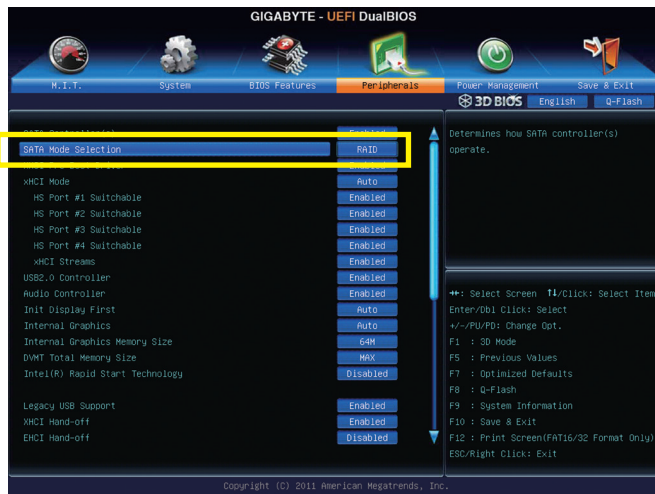 GIGABYTE - UEFI DualBIOS
M.I.T. System BIOS Features Peripherals Power Management Save & Exit
3D BIOS English Q-Flash
SATA Controller(s) Enabled
SATA Mode Selection RAID
Enabled
xHCI Mode Auto
HS Port #1 Switchable Enabled
HS Port #2 Switchable Enabled
HS Port #3 Switchable Enabled
HS Port #4 Switchable Enabled
xHCI Streams Enabled
USB2.0 Controller Enabled
Audio Controller Enabled
Init Display First Auto
Internal Graphics Auto
Internal Graphics Memory Size 64M
DVMT Total Memory Size MAX
Intel(R) Rapid Start Technology Disabled
Legacy USB Support Enabled
XHCI Hand-off Enabled
EHCI Hand-off Disabled
Determines how SATA controller(s)
operate.
↔: Select Screen ↑↓/Click: Select Item
Enter/Dbl Click: Select
+/-/PU/PD: Change Opt.
F1 : 3D Mode
F5 : Previous Values
F7 : Optimized Defaults
F8 : Q-Flash
F9 : System Information
F10 : Save & Exit
F12 : Print Screen(FAT16/32 Format Only)
ESC/Right Click: Exit
Copyright (C) 2011 American Megatrends, Inc.